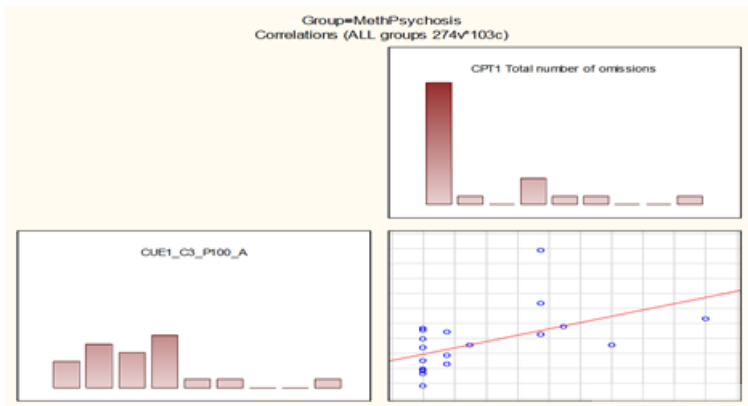 Group=MethPsychosis
Correlations (ALL groups 274v*103c)
CPT1 Total number of omissions
CUE1_C3_P100_A